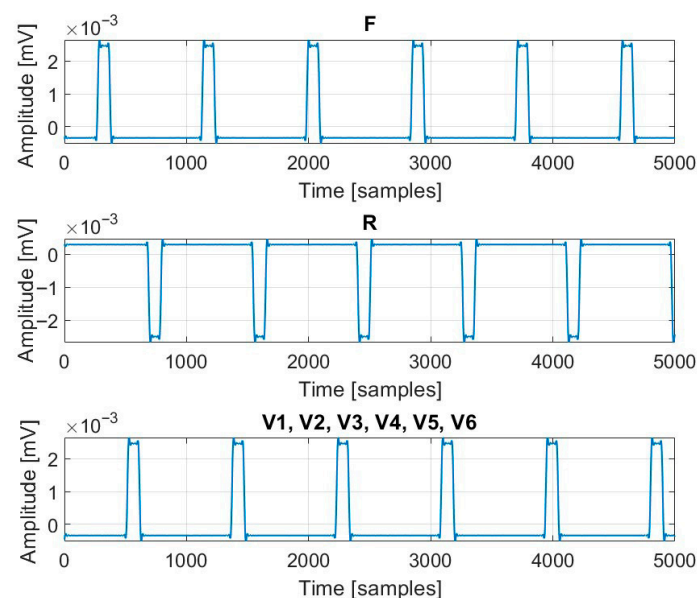 F
×10⁻³
2
1
0
Amplitude [mV]
0 1000 2000 3000 4000 5000
Time [samples]
R
×10⁻³
0
−1
−2
Amplitude [mV]
0 1000 2000 3000 4000 5000
Time [samples]
V1, V2, V3, V4, V5, V6
×10⁻³
2
1
0
Amplitude [mV]
0 1000 2000 3000 4000 5000
Time [samples]